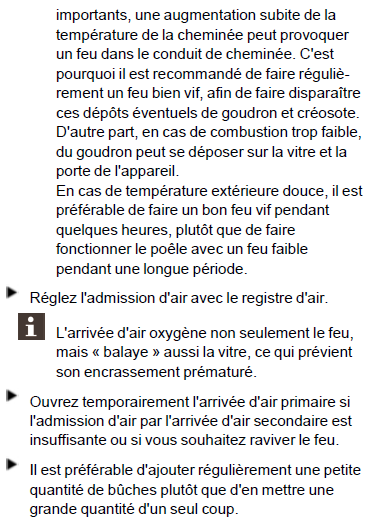 importants, une augmentation subite de la
température de la cheminée peut provoquer
un feu dans le conduit de cheminée. C'est
pourquoi il est recommandé de faire réguliè-
rement un feu bien vif, afin de faire disparaître
ces dépôts éventuels de goudron et créosote.
D'autre part, en cas de combustion trop faible,
du goudron peut se déposer sur la vitre et la
porte de l'appareil.
En cas de température extérieure douce, il est
préférable de faire un bon feu vif pendant
quelques heures, plutôt que de faire
fonctionner le poêle avec un feu faible
pendant une longue période.
Réglez l'admission d'air avec le registre d'air.
L'arrivée d'air oxygène non seulement le feu,
mais « balaye » aussi la vitre, ce qui prévient
son encrassement prématuré.
Ouvrez temporairement l'arrivée d'air primaire si
l'admission d'air par l'arrivée d'air secondaire est
insuffisante ou si vous souhaitez raviver le feu.
Il est préférable d'ajouter régulièrement une petite
quantité de bûches plutôt que d'en mettre une
grande quantité d'un seul coup.